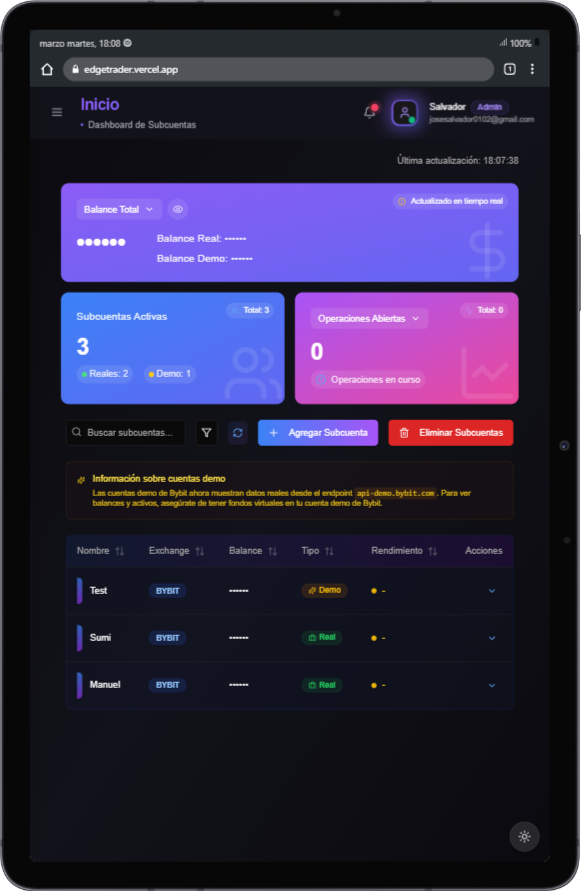 marzo martes, 18:08
100%
edgetrader.vercel.app
1
Inicio
• Dashboard de Subcuentas
Salvador Admin
josesalvador0102@gmail.com
Última actualización: 18:07:38
Balance Total
Actualizado en tiempo real
•••••• Balance Real: ••••••
Balance Demo: ••••••
Subcuentas Activas
Total: 3
3
Reales: 2 Demo: 1
Operaciones Abiertas
Total: 0
0
Operaciones en curso
Buscar subcuentas...
+ Agregar Subcuenta
Eliminar Subcuentas
Información sobre cuentas demo
Las cuentas demo de Bybit ahora muestran datos reales desde el endpoint api-demo.bybit.com. Para ver
balances y activos, asegúrate de tener fondos virtuales en tu cuenta demo de Bybit.
Nombre Exchange Balance Tipo Rendimiento Acciones
Test BYBIT •••••• Demo -
Sumi BYBIT •••••• Real -
Manuel BYBIT •••••• Real -